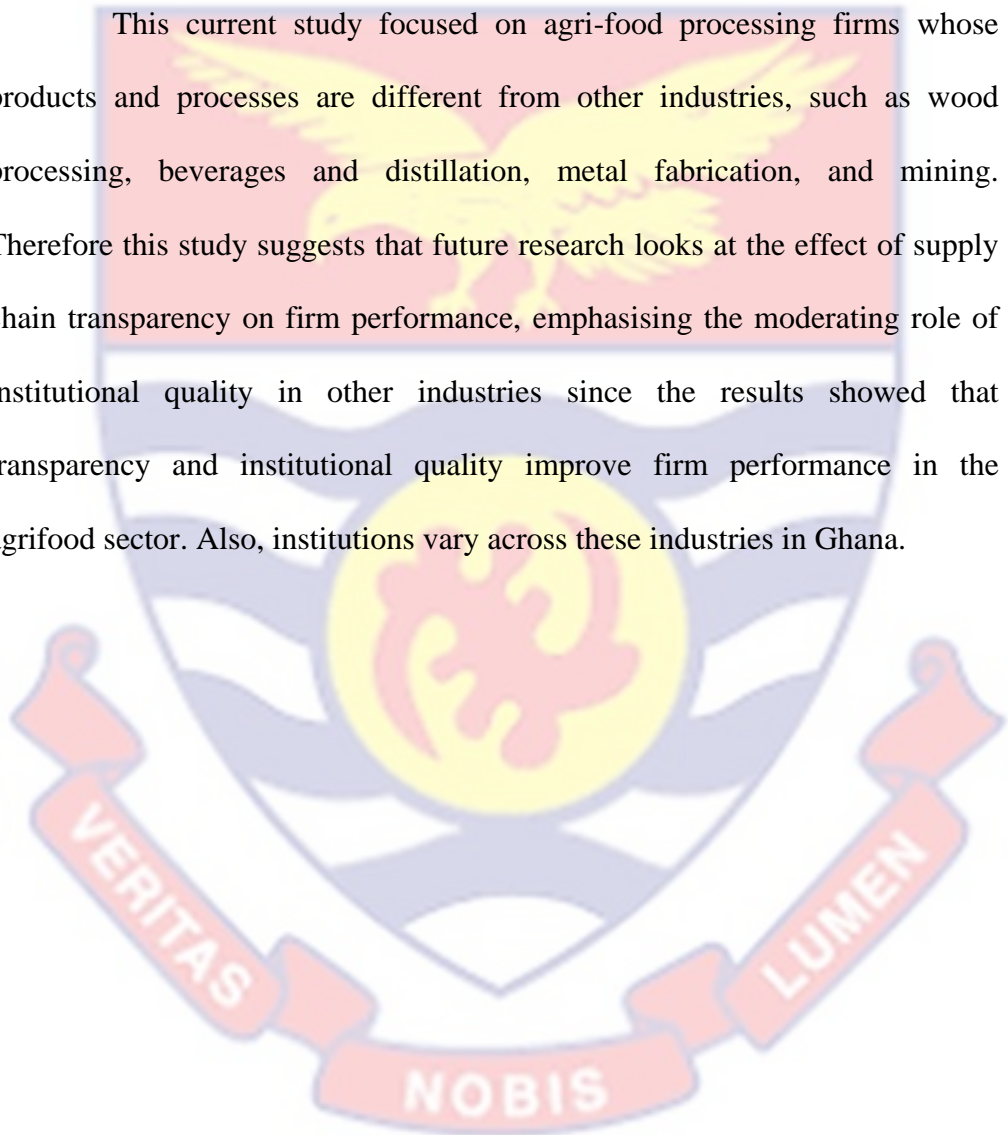 This current study focused on agri-food processing firms whose
products and processes are different from other industries, such as wood
processing, beverages and distillation, metal fabrication, and mining.
Therefore this study suggests that future research looks at the effect of supply
chain transparency on firm performance, emphasising the moderating role of
institutional quality in other industries since the results showed that
transparency and institutional quality improve firm performance in the
agrifood sector. Also, institutions vary across these industries in Ghana.
VERITAS
NOBIS
LUMEN